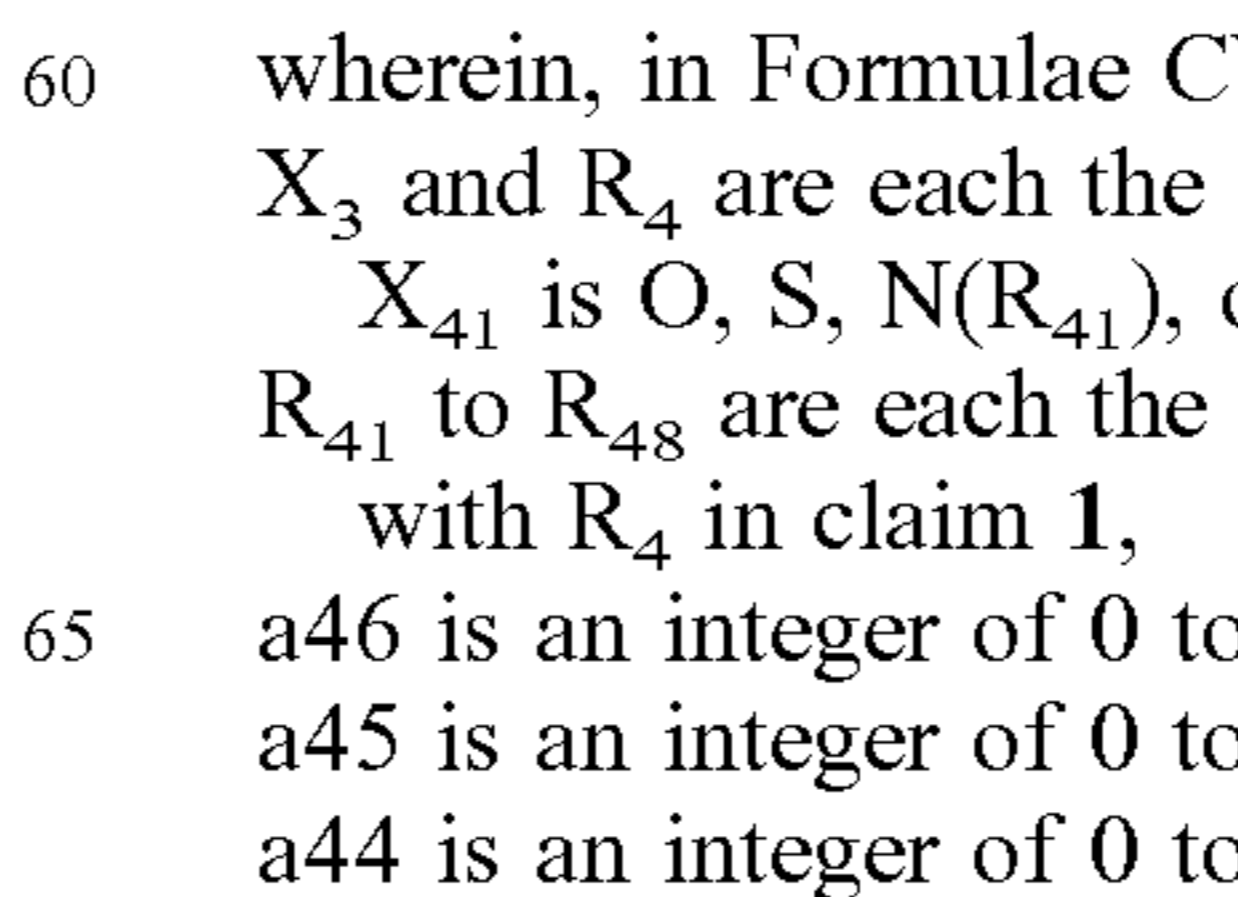 60 wherein, in Formulae
X₃ and R₄ are each the
X₄₁ is O, S, N(R₄₁),
R₄₁ to R₄₈ are each the
with R₄ in claim 1,
65 a46 is an integer of 0 to
a45 is an integer of 0 to
a44 is an integer of 0 to